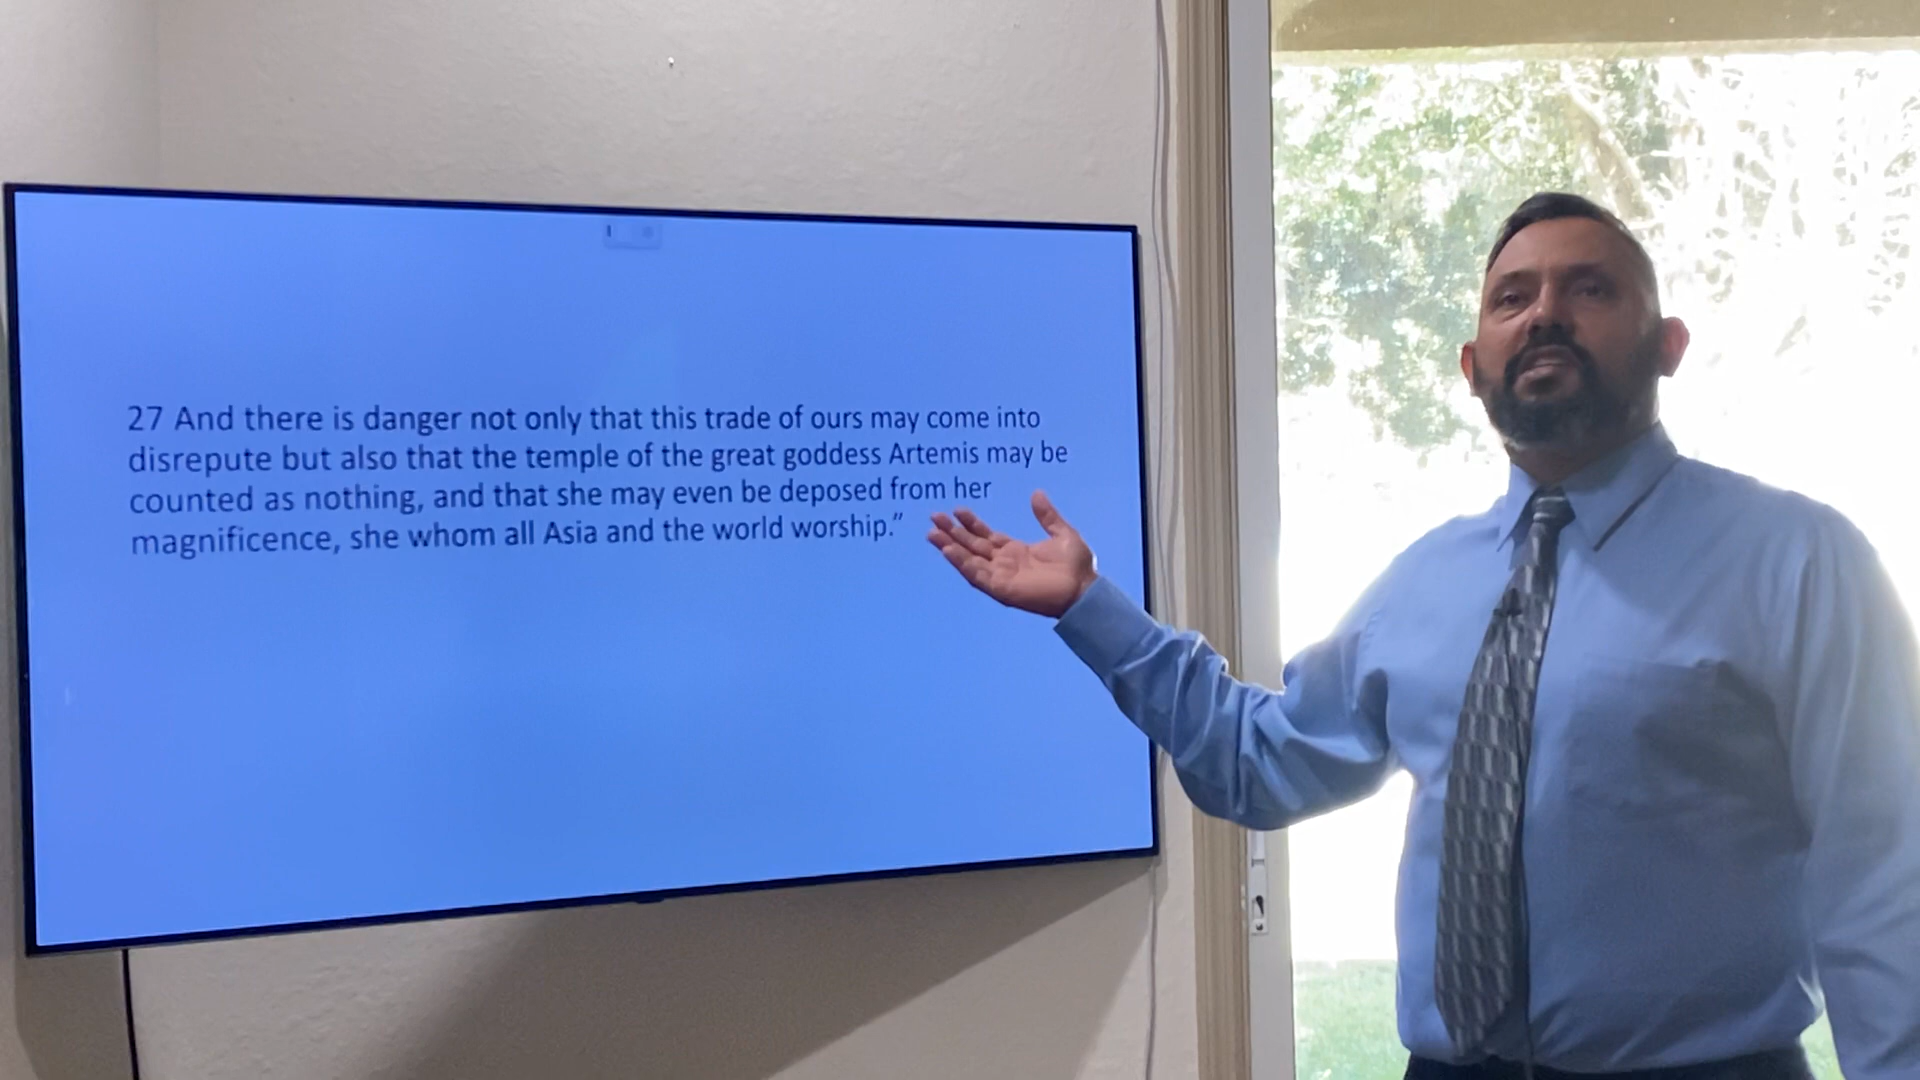 27 And there is danger not only that this trade of ours may come into
disrepute but also that the temple of the great goddess Artemis may be
counted as nothing, and that she may even be deposed from her
magnificence, she whom all Asia and the world worship.”